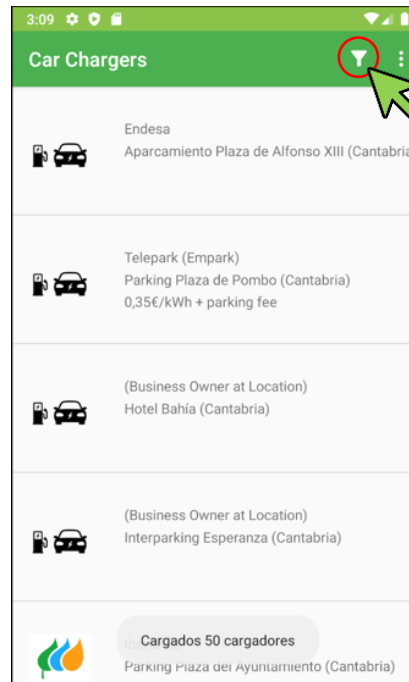 3:09
Car Chargers
Endesa
Aparcamiento Plaza de Alfonso XIII (Cantabria
Telepark (Empark)
Parking Plaza de Pombo (Cantabria)
0,35€/kWh + parking fee
(Business Owner at Location)
Hotel Bahía (Cantabria)
(Business Owner at Location)
Interparking Esperanza (Cantabria)
Cargados 50 cargadores
Parking Plaza del Ayuntamiento (Cantabria)